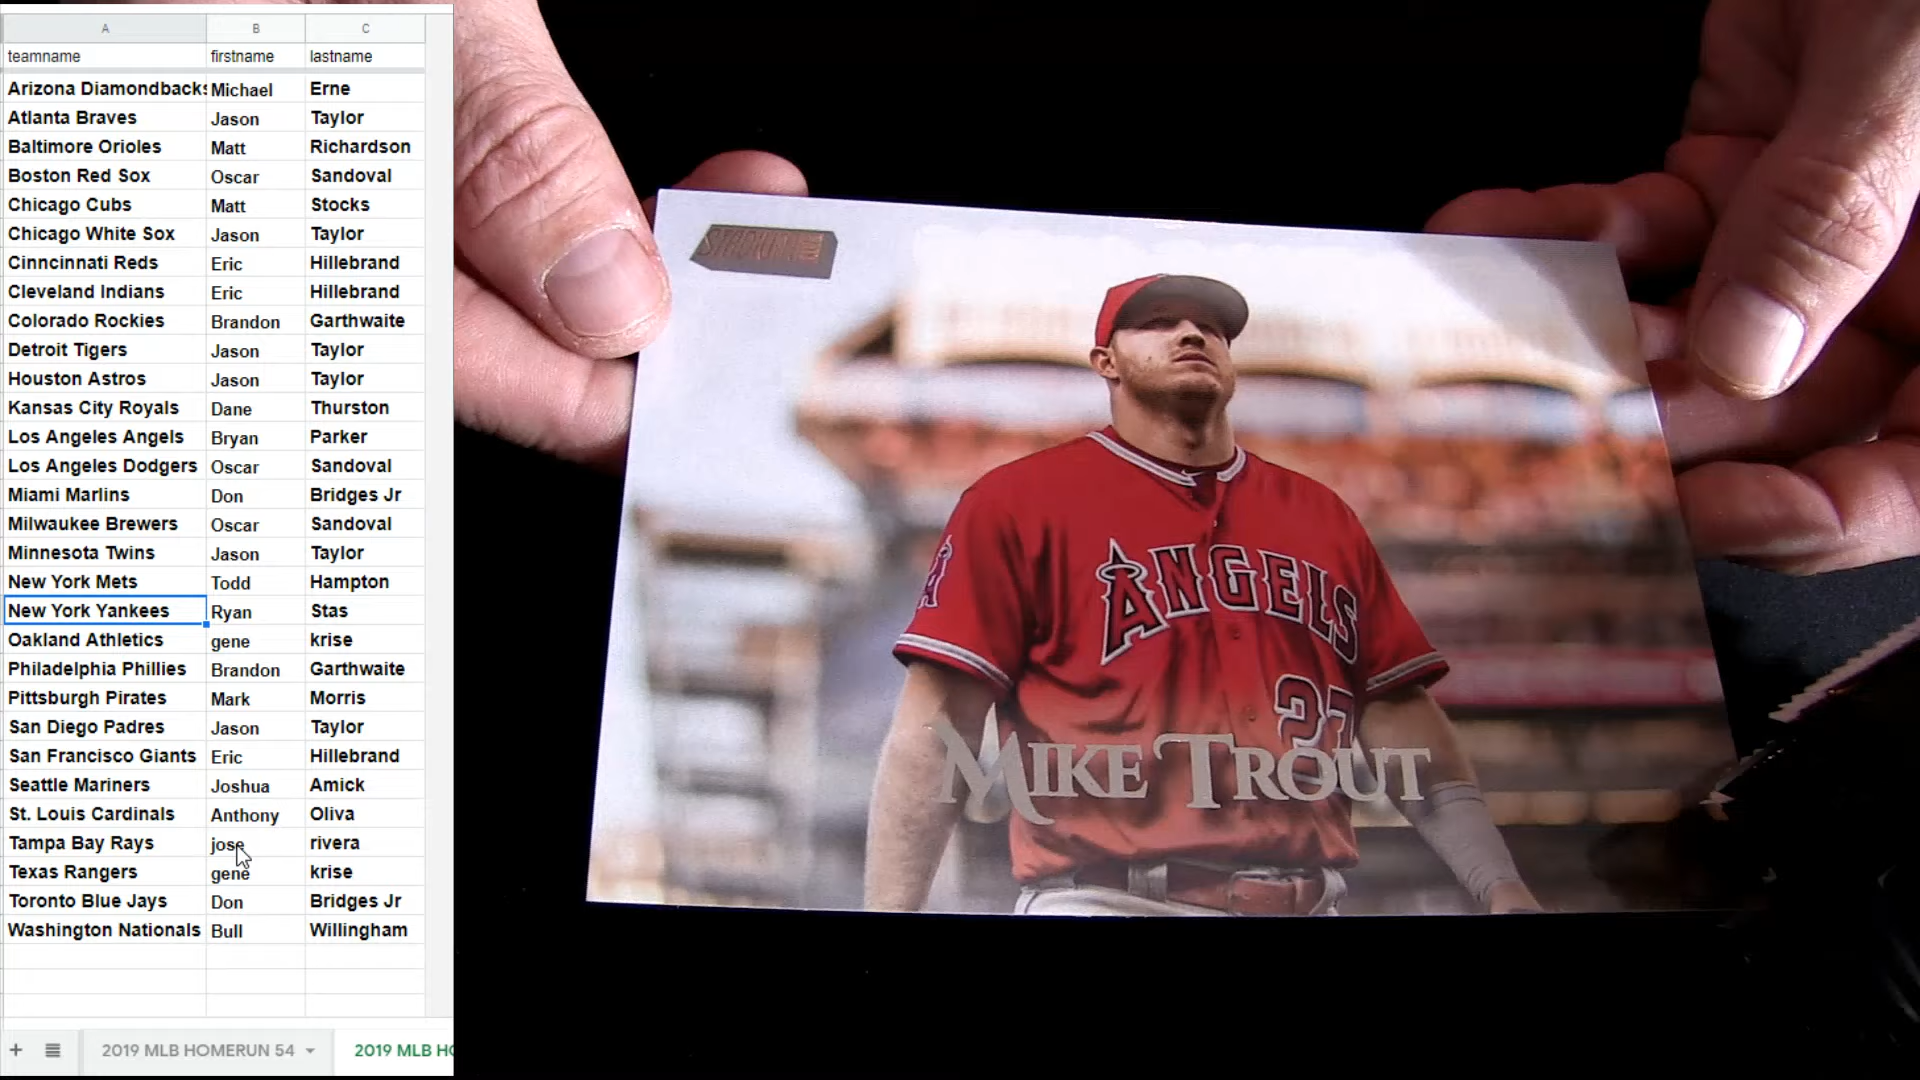 A B C
teamname firstname lastname
Arizona Diamondbacks Michael Erne
Atlanta Braves Jason Taylor
Baltimore Orioles Matt Richardson
Boston Red Sox Oscar Sandoval
Chicago Cubs Matt Stocks
Chicago White Sox Jason Taylor
Cinncinnati Reds Eric Hillebrand
Cleveland Indians Eric Hillebrand
Colorado Rockies Brandon Garthwaite
Detroit Tigers Jason Taylor
Houston Astros Jason Taylor
Kansas City Royals Dane Thurston
Los Angeles Angels Bryan Parker
Los Angeles Dodgers Oscar Sandoval
Miami Marlins Don Bridges Jr
Milwaukee Brewers Oscar Sandoval
Minnesota Twins Jason Taylor
New York Mets Todd Hampton
New York Yankees Ryan Stas
Oakland Athletics gene krise
Philadelphia Phillies Brandon Garthwaite
Pittsburgh Pirates Mark Morris
San Diego Padres Jason Taylor
San Francisco Giants Eric Hillebrand
Seattle Mariners Joshua Amick
St. Louis Cardinals Anthony Oliva
Tampa Bay Rays jose rivera
Texas Rangers gene krise
Toronto Blue Jays Don Bridges Jr
Washington Nationals Bull Willingham
2019 MLB HOMERUN 54 2019 MLB HO
STADIUM
ANGELS
27
MIKE TROUT